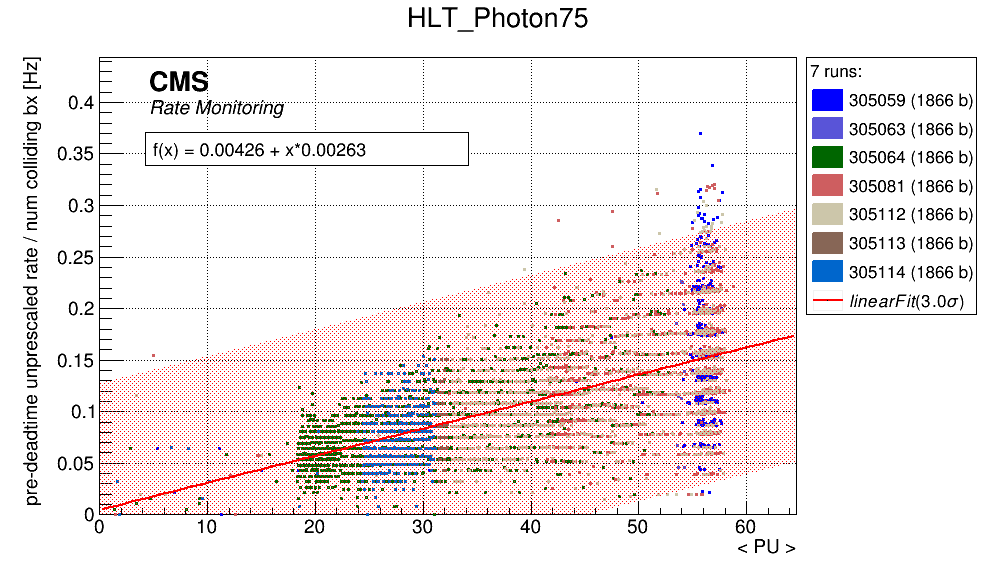 HLT_Photon75
pre-deadtime unprescaled rate / num colliding bx [Hz]
CMS
Rate Monitoring
f(x) = 0.00426 + x*0.00263
0.4
0.35
0.3
0.25
0.2
0.15
0.1
0.05
0
0 10 20 30 40 50 60
< PU >
7 runs:
305059 (1866 b)
305063 (1866 b)
305064 (1866 b)
305081 (1866 b)
305112 (1866 b)
305113 (1866 b)
305114 (1866 b)
linearFit(3.0σ)